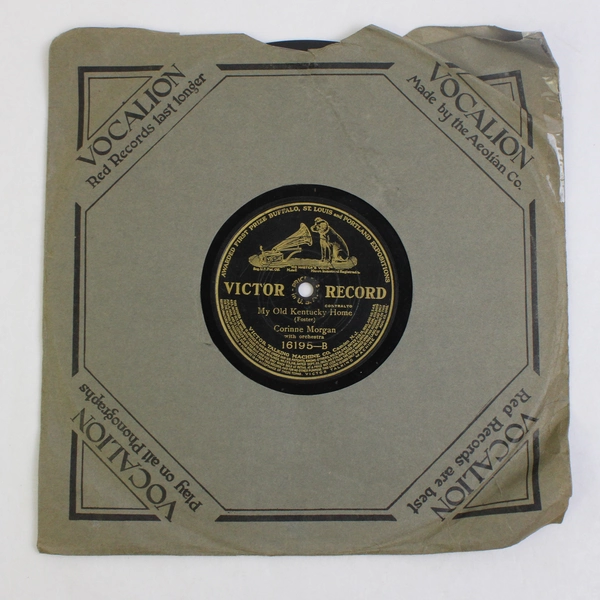 VOCALION
Red Records last longer
VOCALION
Made by the Aeolian Co.
AWARDED FIRST PRIZE BUFFALO, ST. LOUIS and PORTLAND EXPOSITIONS
VICTOR RECORD
CONTRALTO
My Old Kentucky Home
(Foster)
Corinne Morgan
with orchestra
16195-B
VICTOR TALKING MACHINE CO. Camden, N.J.
VOCALION
Play on all Phonographs
VOCALION
Red Records are best